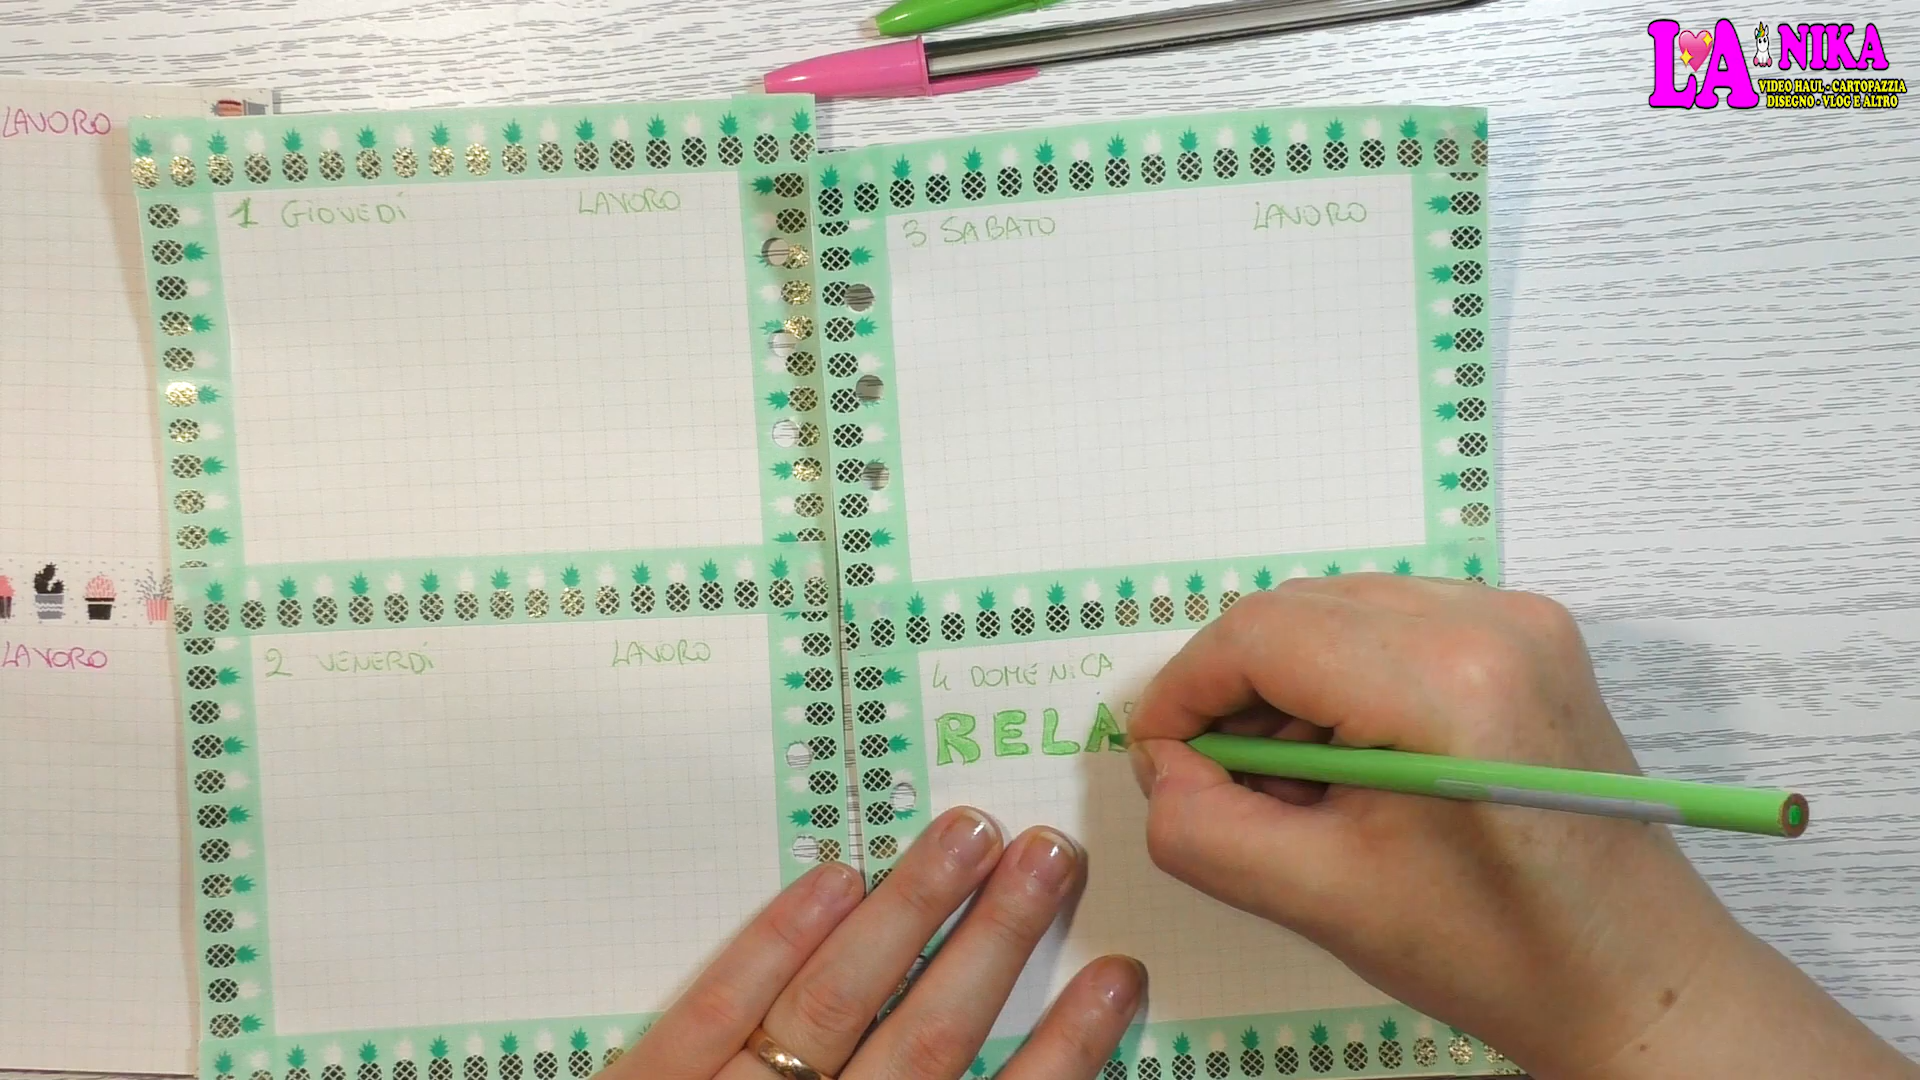 LA NIKA
VIDEO HAUL - CARTOPAZZIA
DISEGNO - VLOG E ALTRO
LAVORO
1 GIOVEDÌ LAVORO
3 SABATO LAVORO
LAVORO
2 VENERDÌ LAVORO
4 DOMENICA